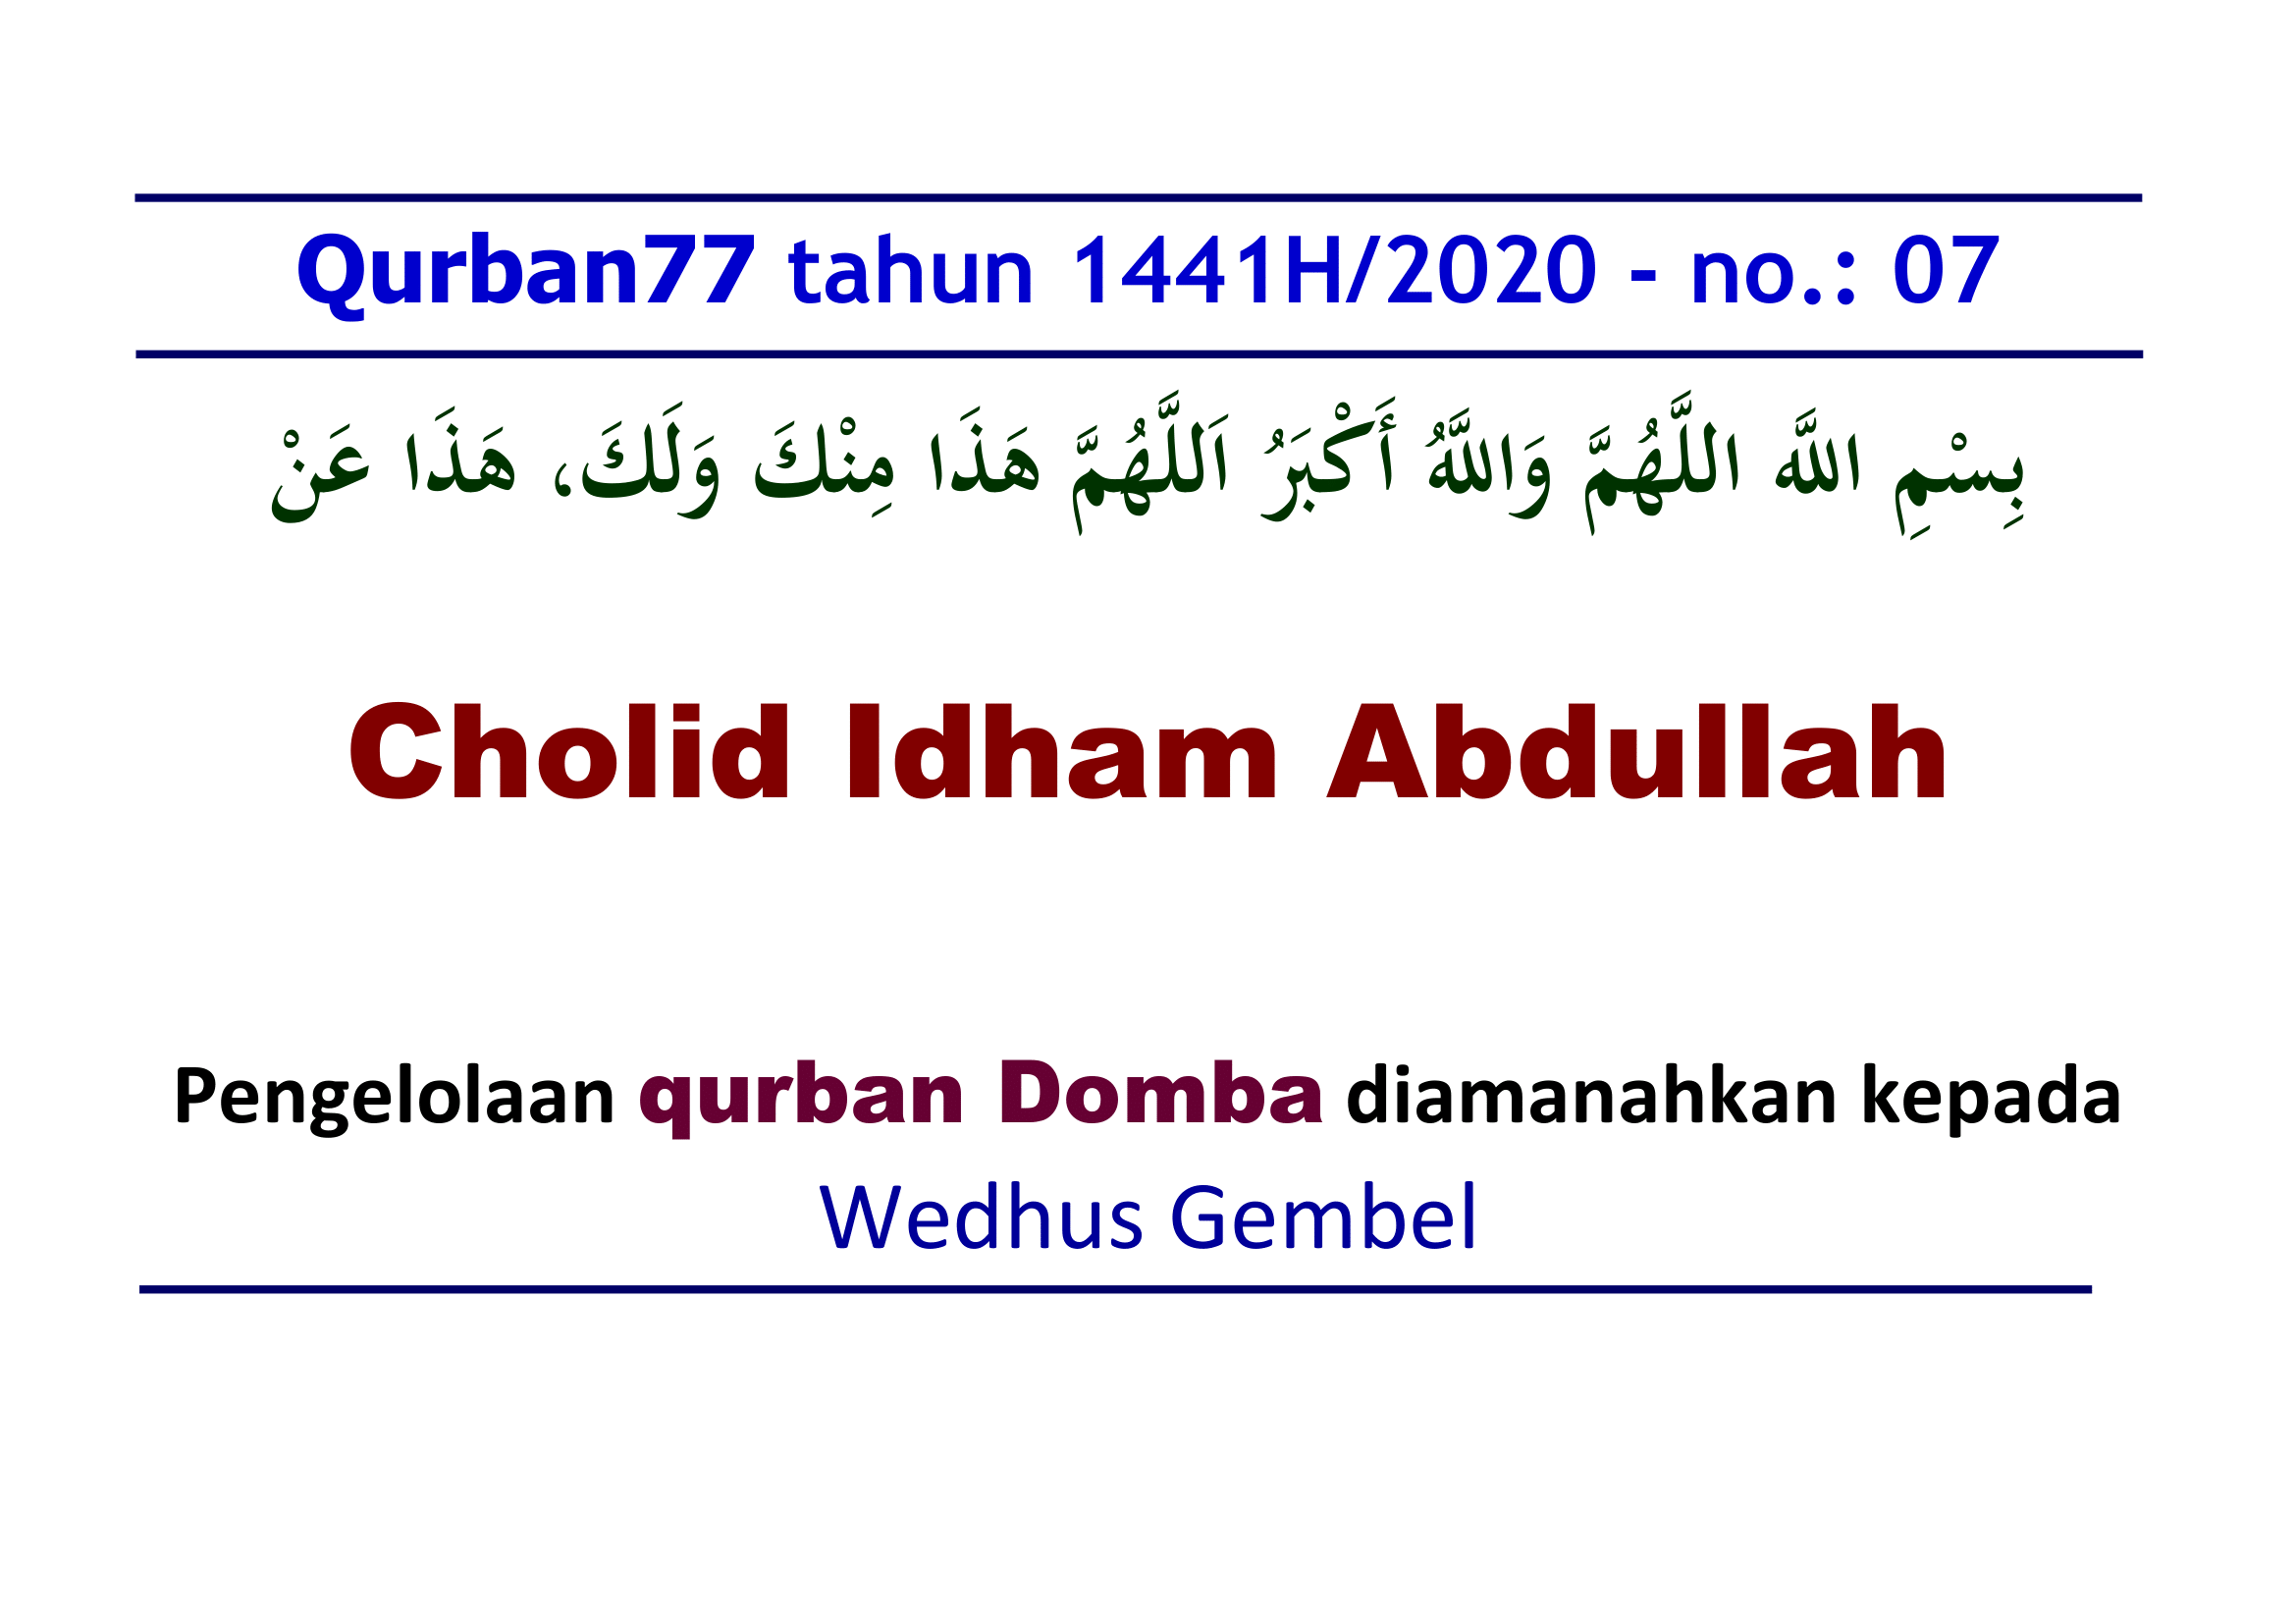 Qurban77 tahun 1441H/2020 - no.: 07
بِسْمِ اللَّه اَللَّهُمَّ وَاللَّهُ أَكْبَرُ اَللَّهُمَّ هَذَا مِنْكَ وَلَكَ، هَذَا عَنْ
Cholid Idham Abdullah
Pengelolaan qurban Domba diamanahkan kepada
Wedhus Gembel